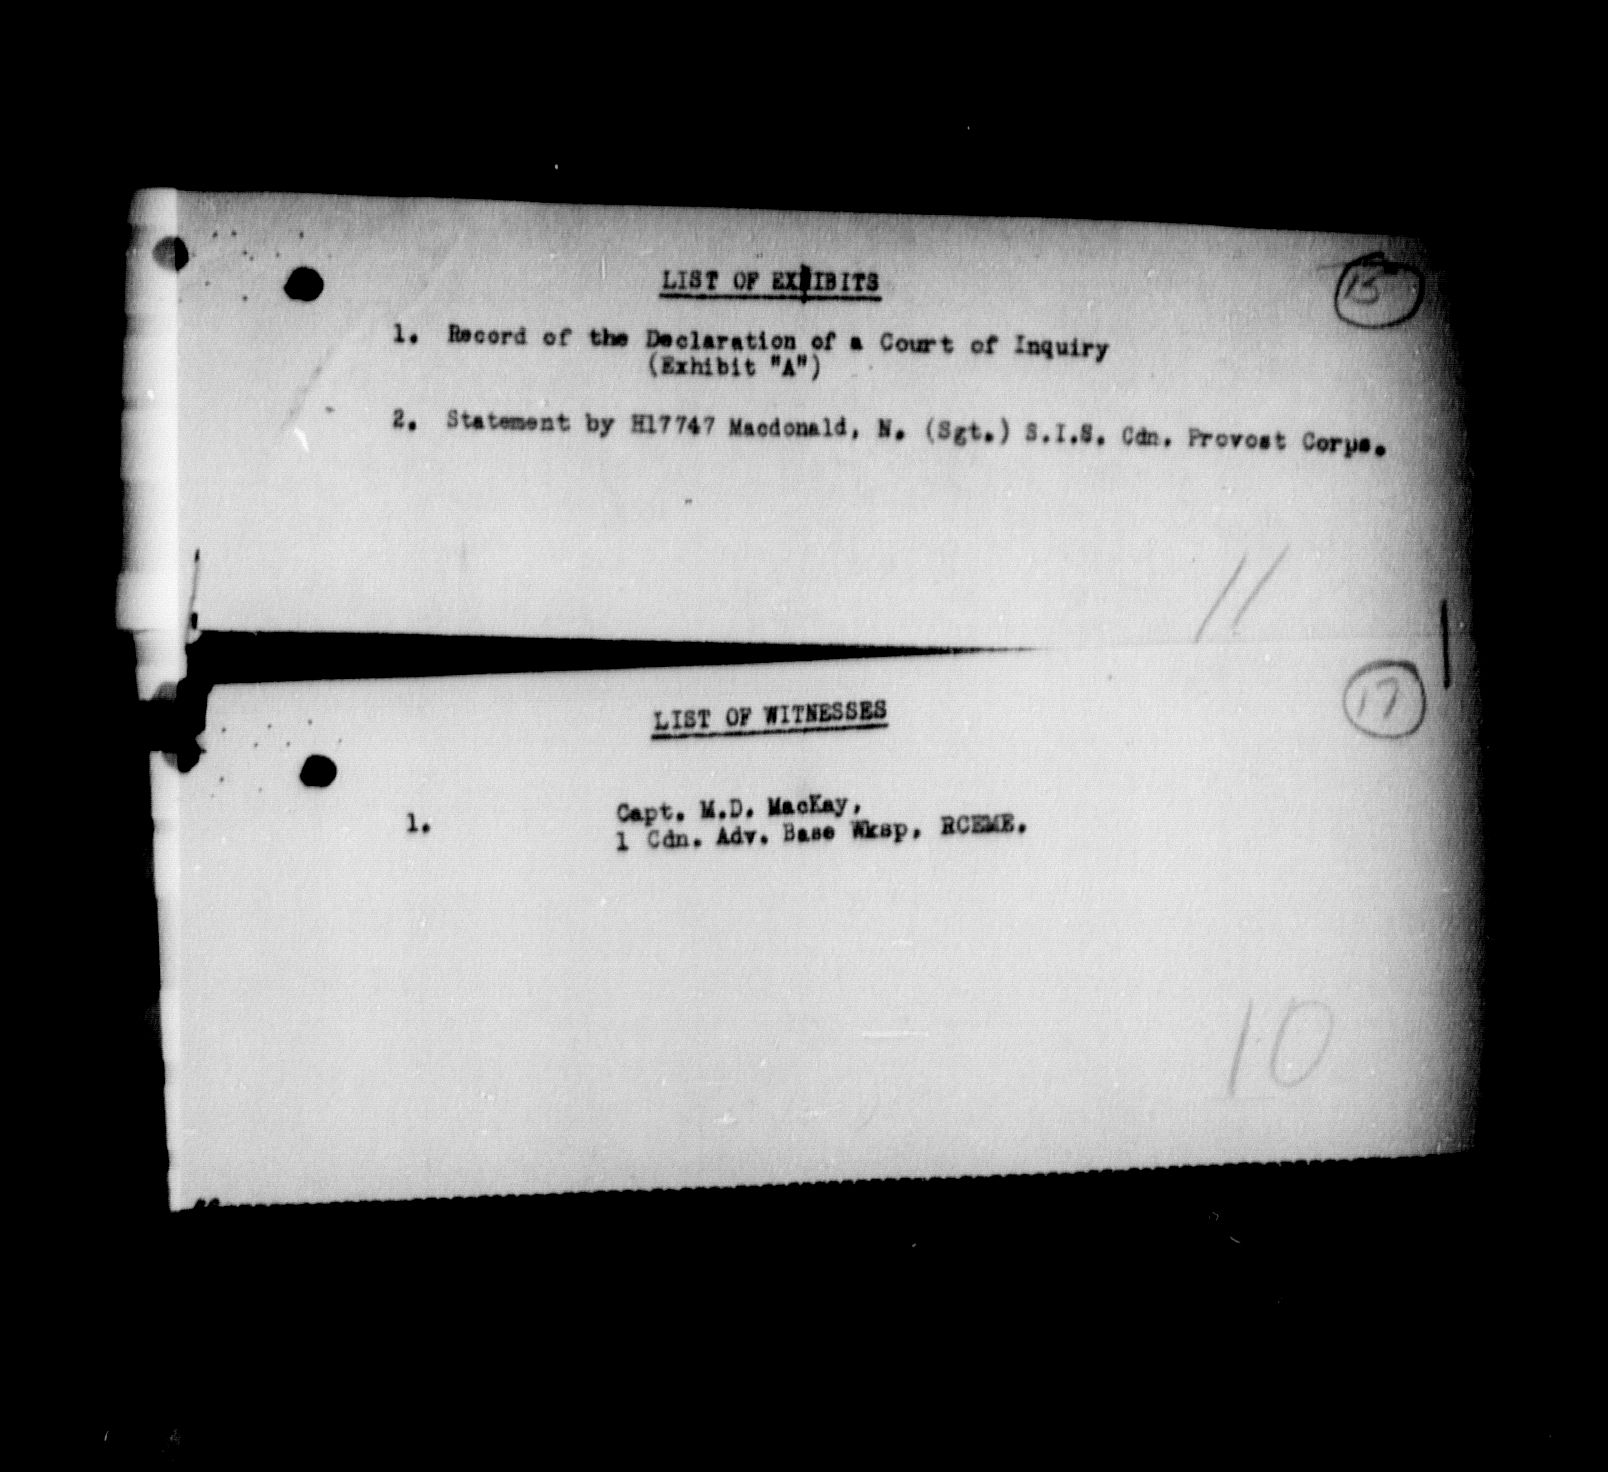 LIST OF EXHIBITS
1. Record of the Declaration of a Court of Inquiry
(Exhibit "A")
2. Statement by H17747 Macdonald, N. (Sgt.) S.I.S. Cdn. Provost Corps.
11
17
LIST OF WITNESSES
1. Capt. M.D. MacKay,
1 Cdn. Adv. Base Wksp, RCEME.
10